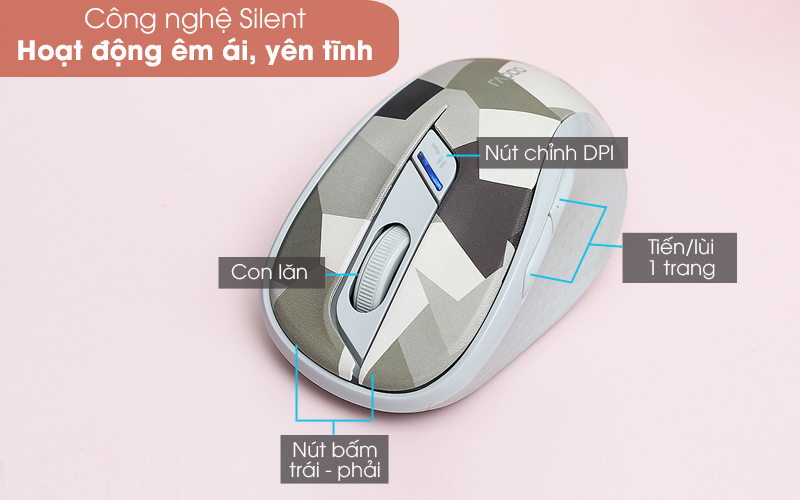 Công nghệ Silent
Hoạt động êm ái, yên tĩnh
rapoo
Nút chỉnh DPI
Tiến/lùi
1 trang
Con lăn
Nút bấm
trái - phải